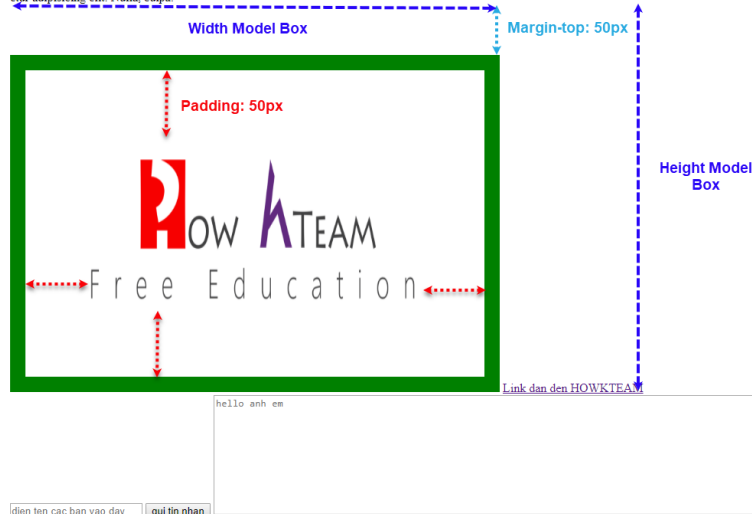 Width Model Box
Margin-top: 50px
Padding: 50px
Height Model
Box
HOW KTEAM
Free Education
Link dan den HOWKTEAM
hello anh em
dien ten cac ban vao day
gui tin nhan